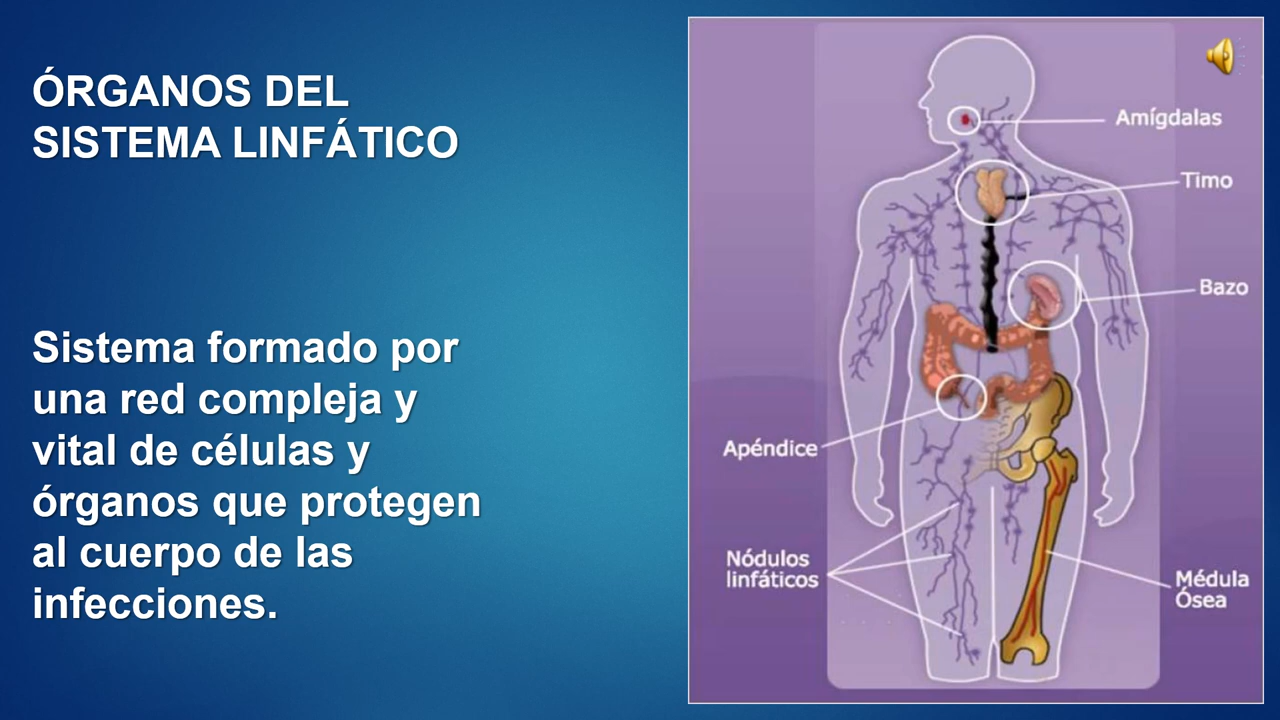 ÓRGANOS DEL
SISTEMA LINFÁTICO
Sistema formado por
una red compleja y
vital de células y
órganos que protegen
al cuerpo de las
infecciones.
Amígdalas
Timo
Bazo
Apéndice
Nódulos
linfáticos
Médula
Ósea